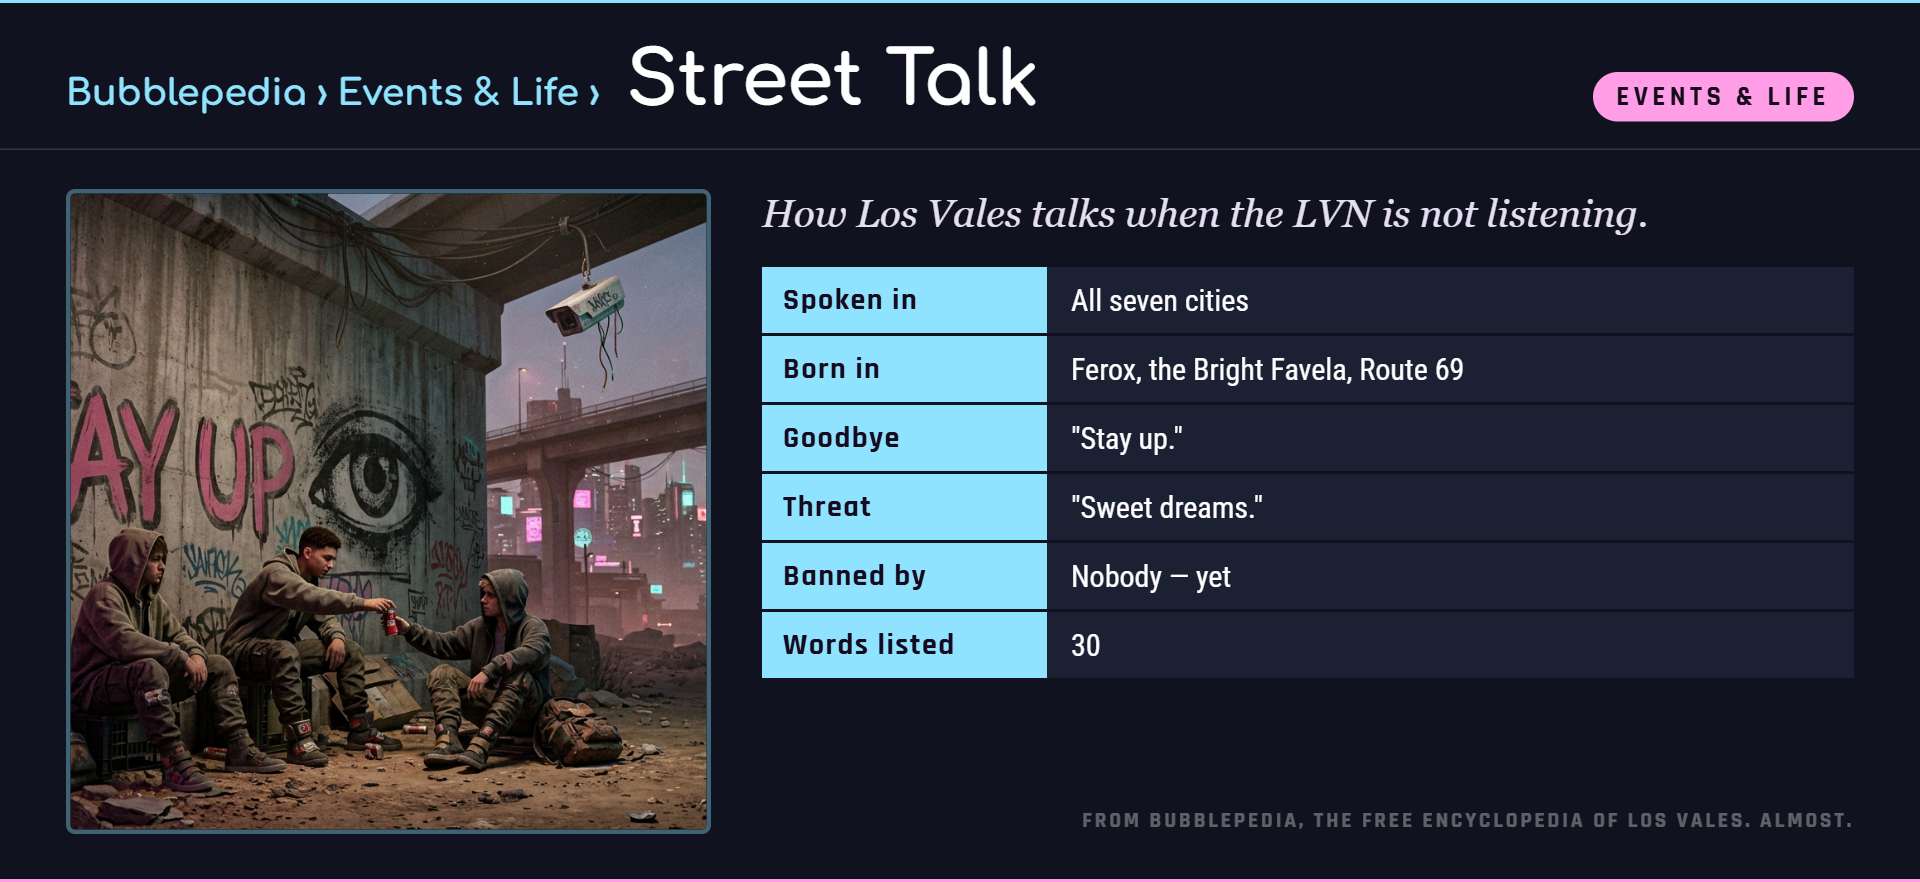 Bubblepedia › Events & Life › Street Talk
EVENTS & LIFE
AY UP
How Los Vales talks when the LVN is not listening.
Spoken in All seven cities
Born in Ferox, the Bright Favela, Route 69
Goodbye "Stay up."
Threat "Sweet dreams."
Banned by Nobody — yet
Words listed 30
FROM BUBBLEPEDIA, THE FREE ENCYCLOPEDIA OF LOS VALES. ALMOST.